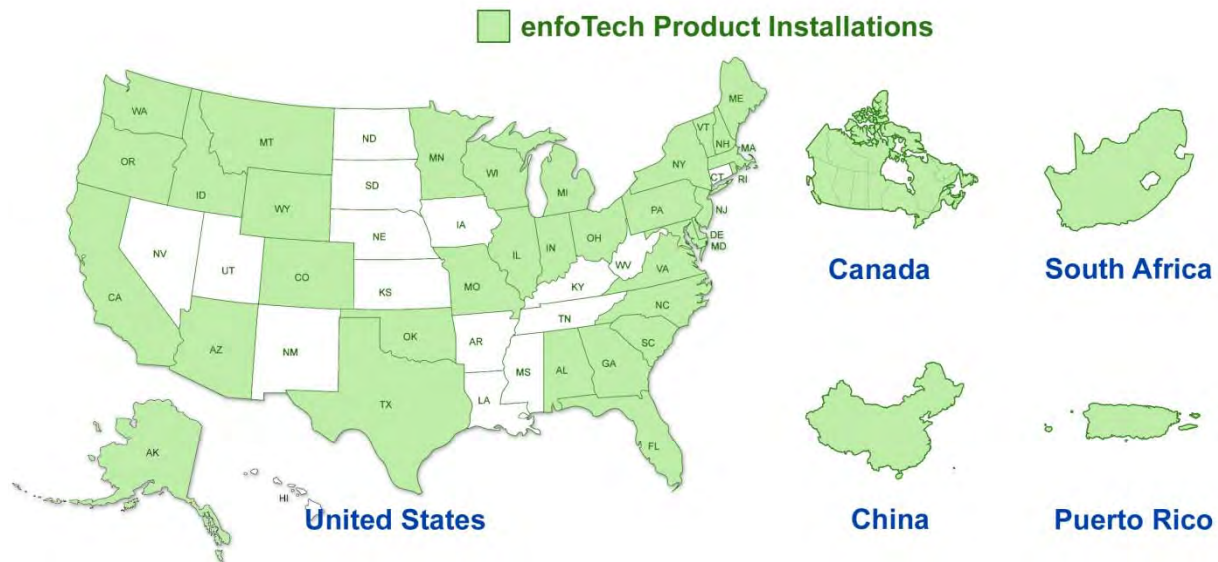 enfoTech Product Installations
WA
MT
ND
MN
ME
VT
NH
MA
OR
ID
SD
WI
NY
CT
RI
WY
MI
IA
PA
NJ
NE
OH
DE
MD
NV
UT
CO
IL
IN
WV
VA
CA
KS
MO
KY
NC
TN
AZ
NM
OK
AR
SC
MS
AL
GA
TX
LA
FL
AK
HI
United States
Canada
South Africa
China
Puerto Rico